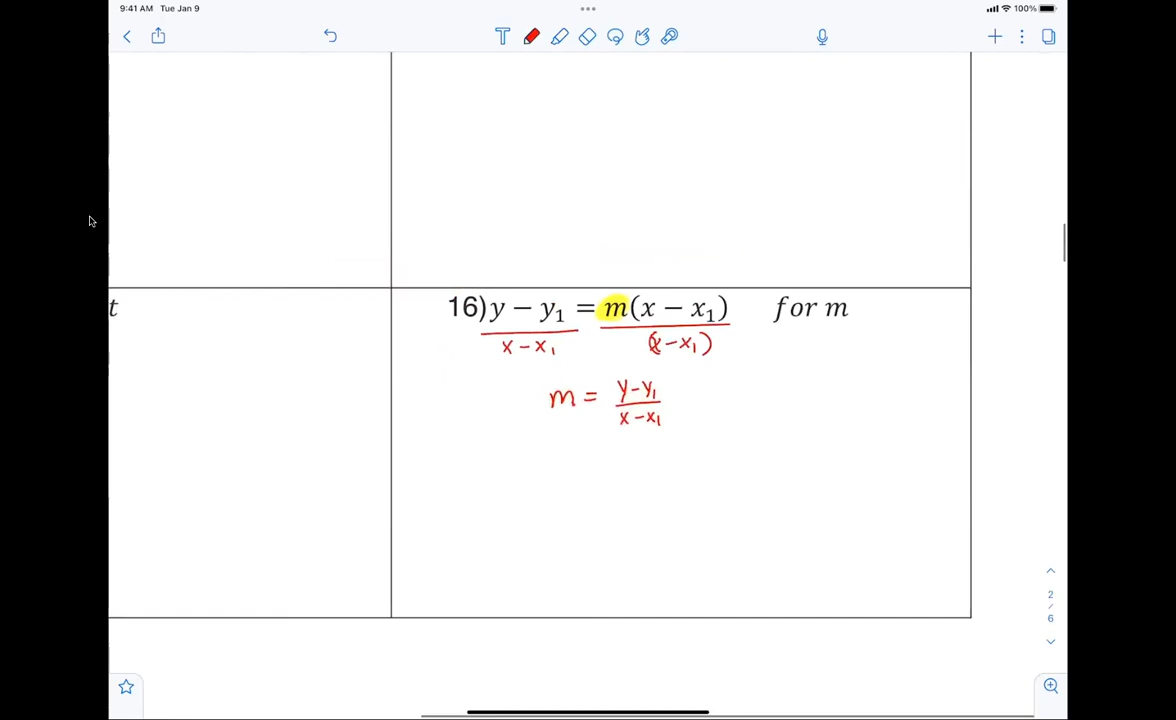 9:41 AM Tue Jan 9
100%
T
t
16) y − y₁ = m(x − x₁) for m
x − x₁ (x − x₁)
m = y − y₁
x − x₁
2
/
6